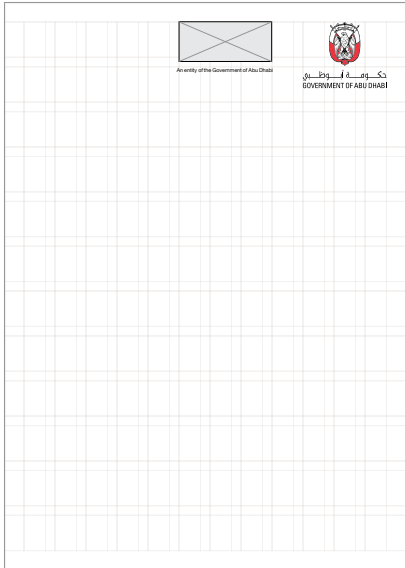 An entity of the Government of Abu Dhabi
حكومة أبوظبي
GOVERNMENT OF ABU DHABI